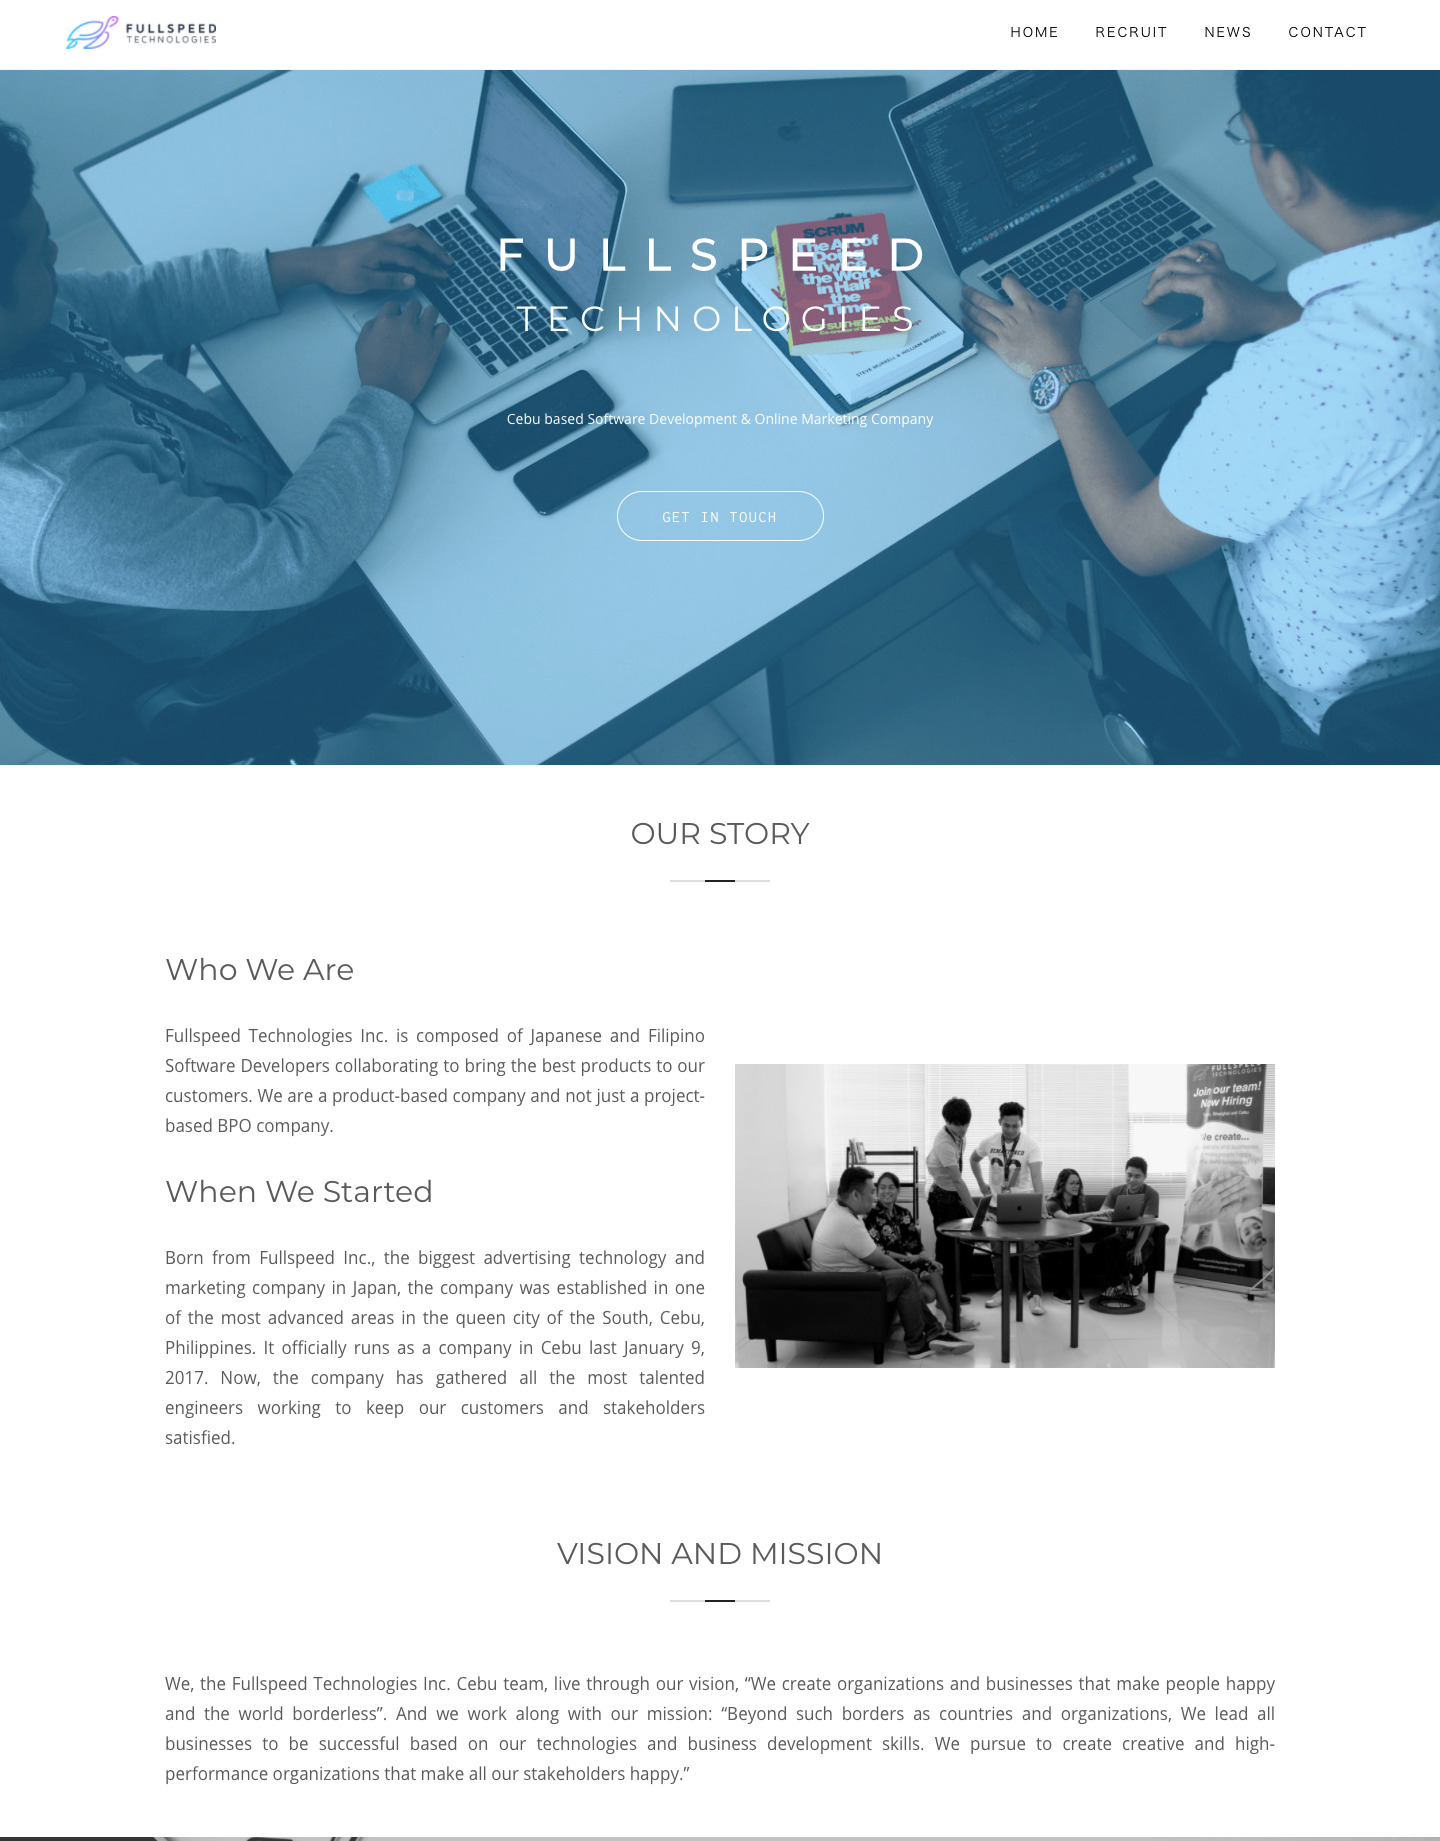 FULLSPEED
TECHNOLOGIES
HOME RECRUIT NEWS CONTACT
FULLSPEED
TECHNOLOGIES
SCRUM
The Art of
Doing
Twice
the Work
in Half
the
Time
STEVE MURRELL & WILLIAM MURRELL
Cebu based Software Development & Online Marketing Company
GET IN TOUCH
OUR STORY
Who We Are
Fullspeed Technologies Inc. is composed of Japanese and Filipino
Software Developers collaborating to bring the best products to our
customers. We are a product-based company and not just a project-
based BPO company.
When We Started
Born from Fullspeed Inc., the biggest advertising technology and
marketing company in Japan, the company was established in one
of the most advanced areas in the queen city of the South, Cebu,
Philippines. It officially runs as a company in Cebu last January 9,
2017. Now, the company has gathered all the most talented
engineers working to keep our customers and stakeholders
satisfied.
FULLSPEED
TECHNOLOGIES
Join our team!
Now Hiring
Shanghai and Cebu
We create...
VISION AND MISSION
We, the Fullspeed Technologies Inc. Cebu team, live through our vision, “We create organizations and businesses that make people happy
and the world borderless”. And we work along with our mission: “Beyond such borders as countries and organizations, We lead all
businesses to be successful based on our technologies and business development skills. We pursue to create creative and high-
performance organizations that make all our stakeholders happy.”